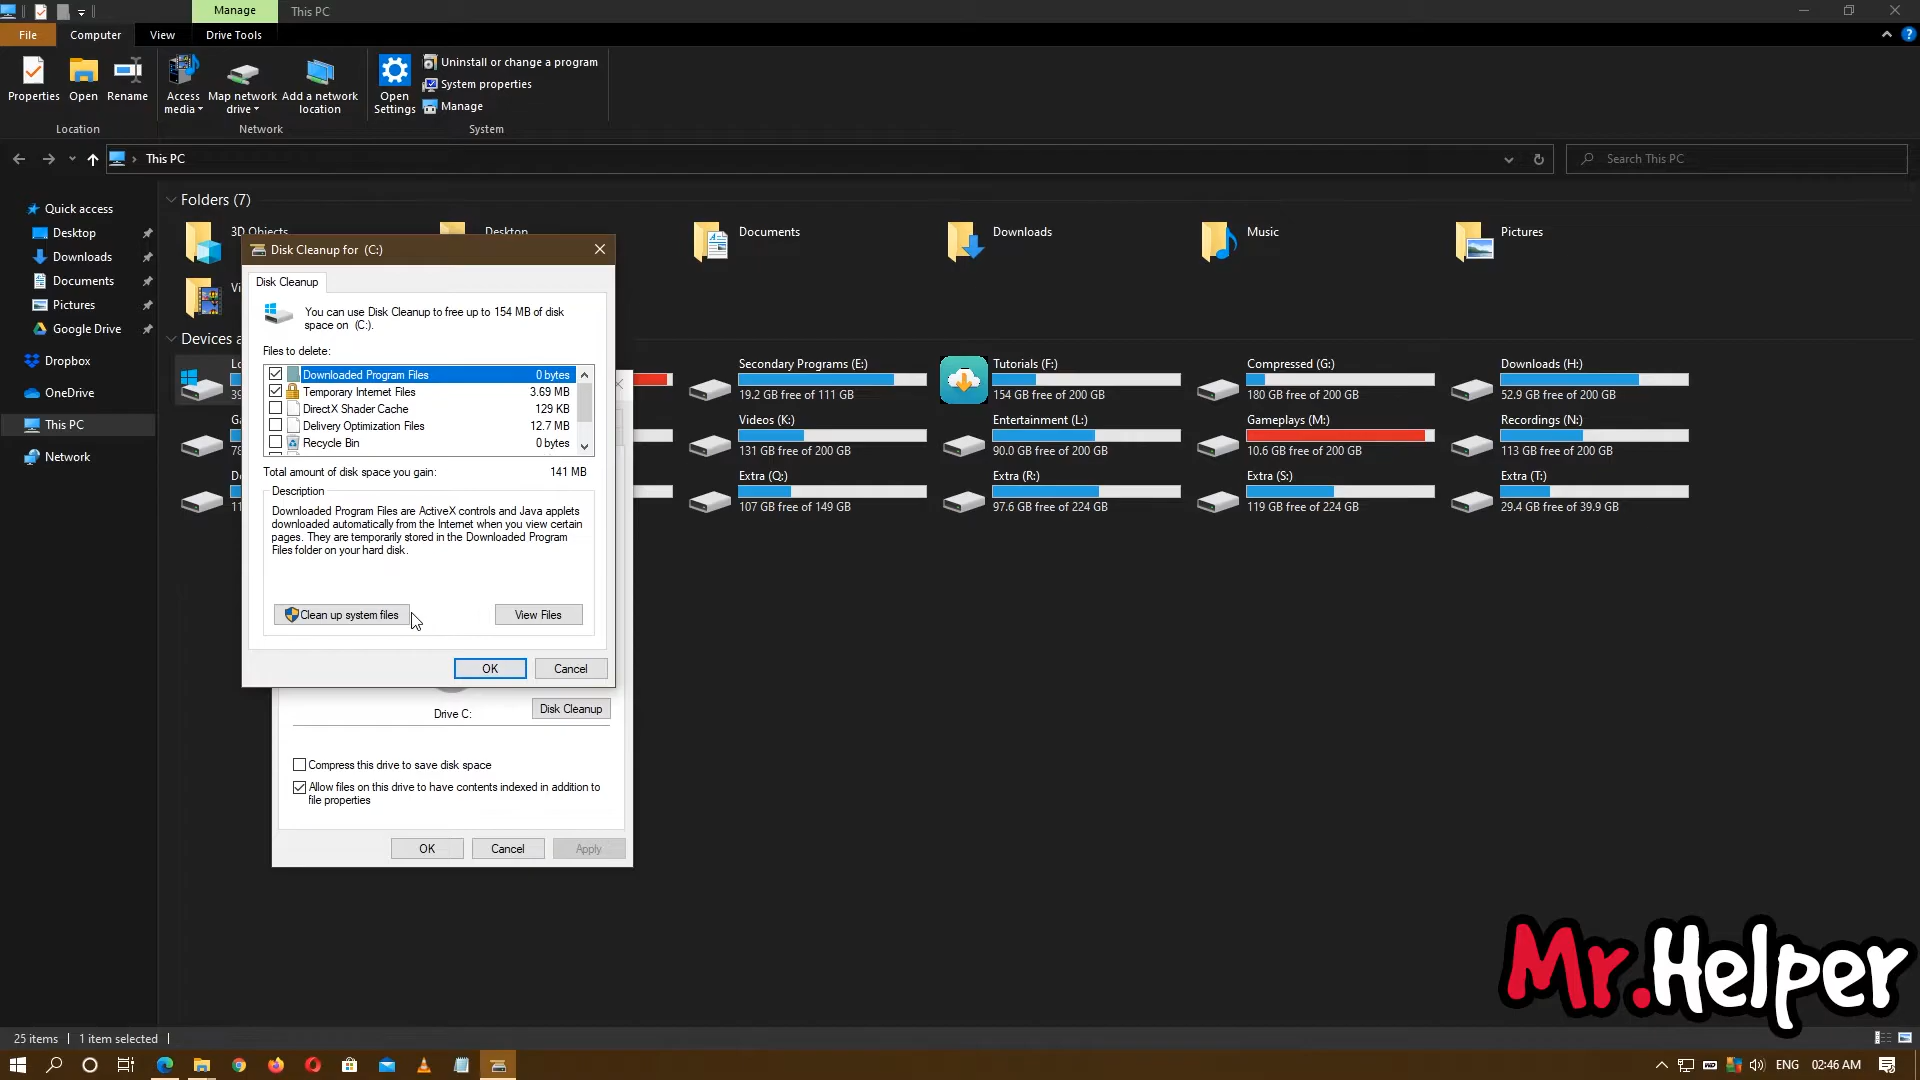 Manage
This PC
File
Computer
View
Drive Tools
Properties
Open
Rename
Access
media
Map network
drive
Add a network
location
Open
Settings
Uninstall or change a program
System properties
Manage
Location
Network
System
This PC
Search This PC
Quick access
Desktop
Downloads
Documents
Pictures
Google Drive
Dropbox
OneDrive
This PC
Network
Folders (7)
3D Objects
Desktop
Documents
Downloads
Music
Pictures
Disk Cleanup for (C:)
Disk Cleanup
You can use Disk Cleanup to free up to 154 MB of disk
space on (C:).
Files to delete:
Downloaded Program Files 0 bytes
Temporary Internet Files 3.69 MB
DirectX Shader Cache 129 KB
Delivery Optimization Files 12.7 MB
Recycle Bin 0 bytes
Total amount of disk space you gain: 141 MB
Description
Downloaded Program Files are ActiveX controls and Java applets
downloaded automatically from the Internet when you view certain
pages. They are temporarily stored in the Downloaded Program
Files folder on your hard disk.
Clean up system files
View Files
OK
Cancel
Drive C:
Disk Cleanup
Compress this drive to save disk space
Allow files on this drive to have contents indexed in addition to
file properties
OK
Cancel
Apply
Devices a
Secondary Programs (E:)
19.2 GB free of 111 GB
Tutorials (F:)
154 GB free of 200 GB
Compressed (G:)
180 GB free of 200 GB
Downloads (H:)
52.9 GB free of 200 GB
Videos (K:)
131 GB free of 200 GB
Entertainment (L:)
90.0 GB free of 200 GB
Gameplays (M:)
10.6 GB free of 200 GB
Recordings (N:)
113 GB free of 200 GB
Extra (Q:)
107 GB free of 149 GB
Extra (R:)
97.6 GB free of 224 GB
Extra (S:)
119 GB free of 224 GB
Extra (T:)
29.4 GB free of 39.9 GB
Mr.Helper
25 items
1 item selected
ENG
02:46 AM